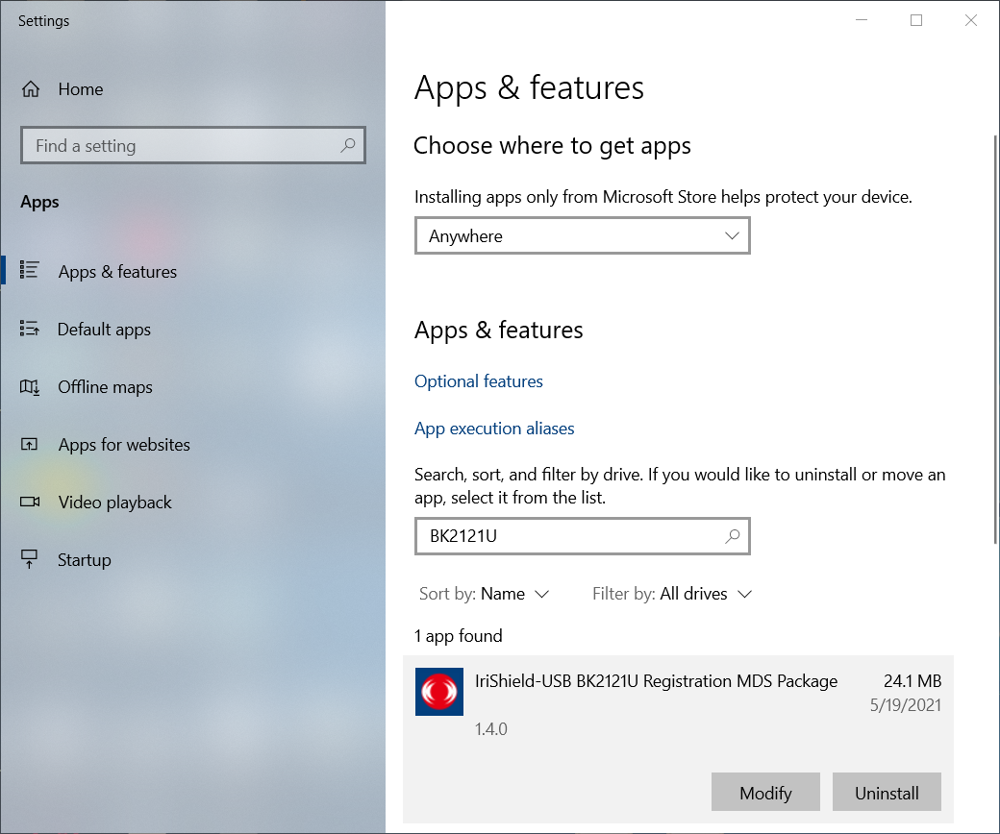 Settings
Home
Find a setting
Apps
Apps & features
Default apps
Offline maps
Apps for websites
Video playback
Startup
Apps & features
Choose where to get apps
Installing apps only from Microsoft Store helps protect your device.
Anywhere
Apps & features
Optional features
App execution aliases
Search, sort, and filter by drive. If you would like to uninstall or move an
app, select it from the list.
BK2121U
Sort by: Name Filter by: All drives
1 app found
IriShield-USB BK2121U Registration MDS Package 24.1 MB
5/19/2021
1.4.0
Modify Uninstall